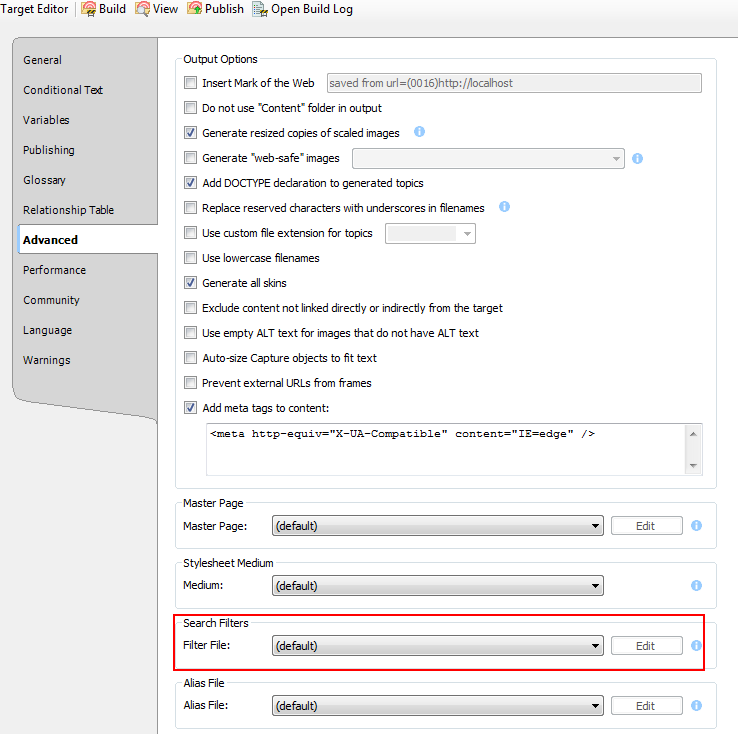 Target Editor Build View Publish Open Build Log
General
Conditional Text
Variables
Publishing
Glossary
Relationship Table
Advanced
Performance
Community
Language
Warnings
Output Options
Insert Mark of the Web saved from url=(0016)http://localhost
Do not use "Content" folder in output
Generate resized copies of scaled images
Generate "web-safe" images
Add DOCTYPE declaration to generated topics
Replace reserved characters with underscores in filenames
Use custom file extension for topics
Use lowercase filenames
Generate all skins
Exclude content not linked directly or indirectly from the target
Use empty ALT text for images that do not have ALT text
Auto-size Capture objects to fit text
Prevent external URLs from frames
Add meta tags to content:
<meta http-equiv="X-UA-Compatible" content="IE=edge" />
Master Page
Master Page: (default) Edit
Stylesheet Medium
Medium: (default)
Search Filters
Filter File: (default) Edit
Alias File
Alias File: (default) Edit